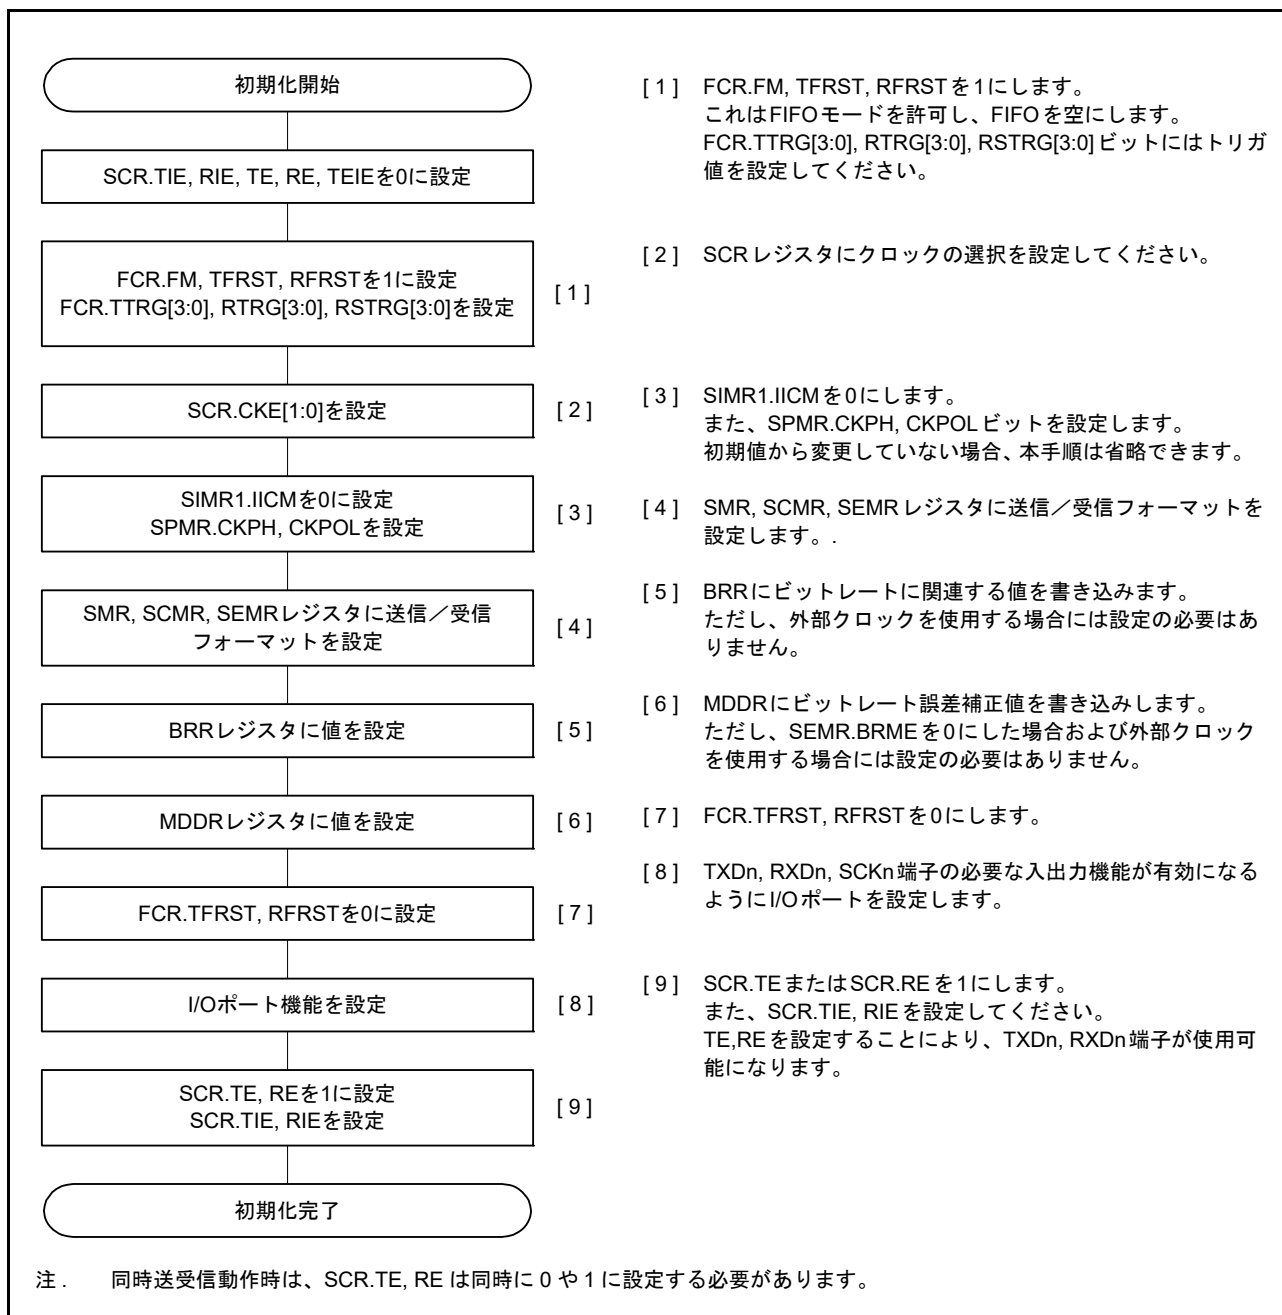 初期化開始
SCR.TIE, RIE, TE, RE, TEIEを0に設定
FCR.FM, TFRST, RFRSTを1に設定
FCR.TTRG[3:0], RTRG[3:0], RSTRG[3:0]を設定
[ 1 ]
SCR.CKE[1:0]を設定
[ 2 ]
SIMR1.IICMを0に設定
SPMR.CKPH, CKPOLを設定
[ 3 ]
SMR, SCMR, SEMRレジスタに送信／受信
フォーマットを設定
[ 4 ]
BRRレジスタに値を設定
[ 5 ]
MDDRレジスタに値を設定
[ 6 ]
FCR.TFRST, RFRSTを0に設定
[ 7 ]
I/Oポート機能を設定
[ 8 ]
SCR.TE, REを1に設定
SCR.TIE, RIEを設定
[ 9 ]
初期化完了
[ 1 ] FCR.FM, TFRST, RFRSTを1にします。
これはFIFOモードを許可し、FIFOを空にします。
FCR.TTRG[3:0], RTRG[3:0], RSTRG[3:0]ビットにはトリガ
値を設定してください。
[ 2 ] SCRレジスタにクロックの選択を設定してください。
[ 3 ] SIMR1.IICMを0にします。
また、SPMR.CKPH, CKPOLビットを設定します。
初期値から変更していない場合、本手順は省略できます。
[ 4 ] SMR, SCMR, SEMRレジスタに送信／受信フォーマットを
設定します。.
[ 5 ] BRRにビットレートに関連する値を書き込みます。
ただし、外部クロックを使用する場合には設定の必要はあ
りません。
[ 6 ] MDDRにビットレート誤差補正値を書き込みします。
ただし、SEMR.BRMEを0にした場合および外部クロック
を使用する場合には設定の必要はありません。
[ 7 ] FCR.TFRST, RFRSTを0にします。
[ 8 ] TXDn, RXDn, SCKn端子の必要な入出力機能が有効になる
ようにI/Oポートを設定します。
[ 9 ] SCR.TEまたはSCR.REを1にします。
また、SCR.TIE, RIEを設定してください。
TE,REを設定することにより、TXDn, RXDn端子が使用可
能になります。
注 . 同時送受信動作時は、SCR.TE, RE は同時に 0 や 1 に設定する必要があります。